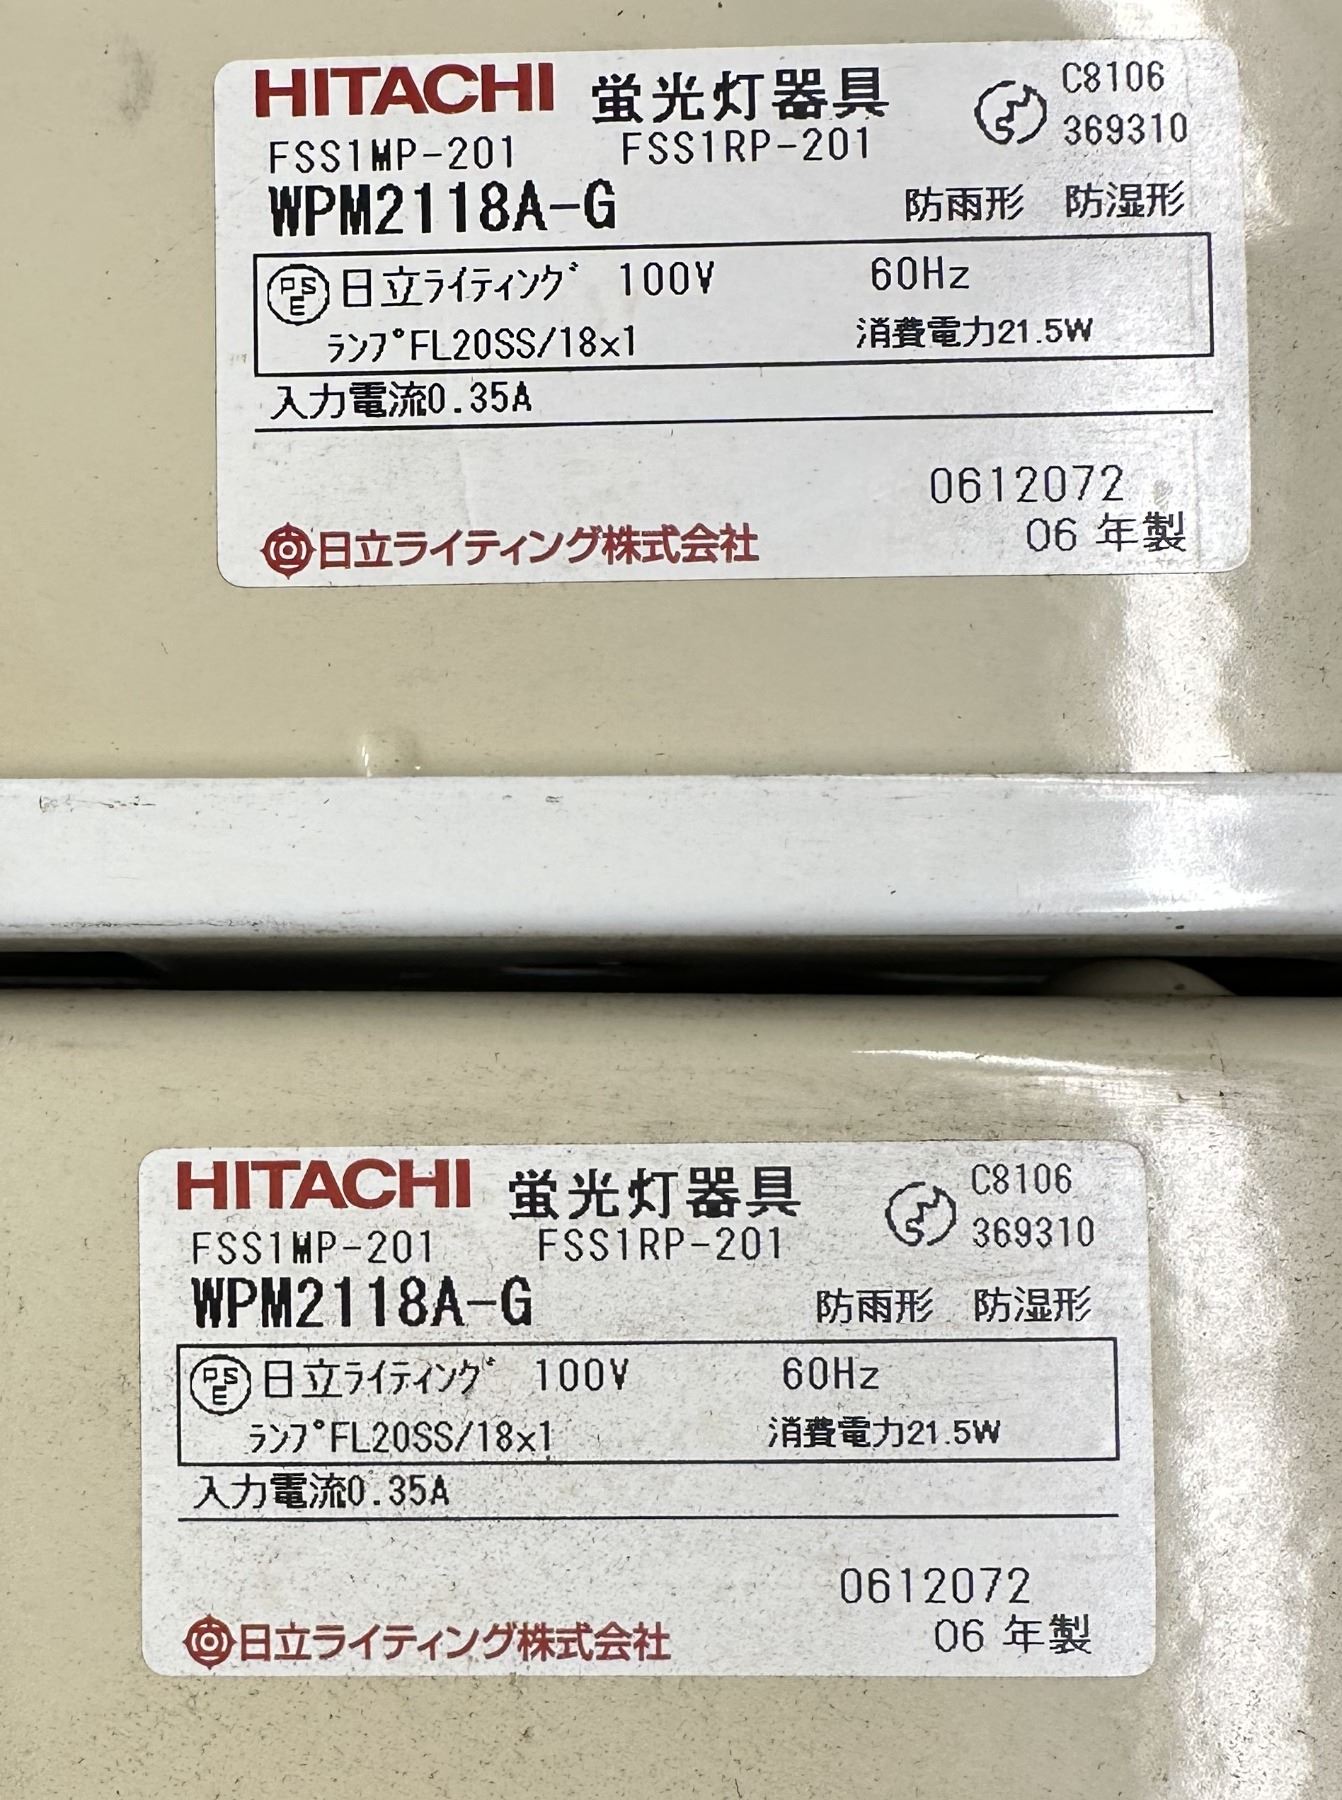 HITACHI 蛍光灯器具 C8106
FSS1MP-201 FSS1RP-201 369310
WPM2118A-G 防雨形 防湿形
PSE 日立ライティング 100V 60Hz
ランプFL20SS/18x1 消費電力21.5W
入力電流0.35A
0612072
06 年製
日立ライティング株式会社
HITACHI 蛍光灯器具 C8106
FSS1MP-201 FSS1RP-201 369310
WPM2118A-G 防雨形 防湿形
PSE 日立ライティング 100V 60Hz
ランプFL20SS/18x1 消費電力21.5W
入力電流0.35A
0612072
06 年製
日立ライティング株式会社